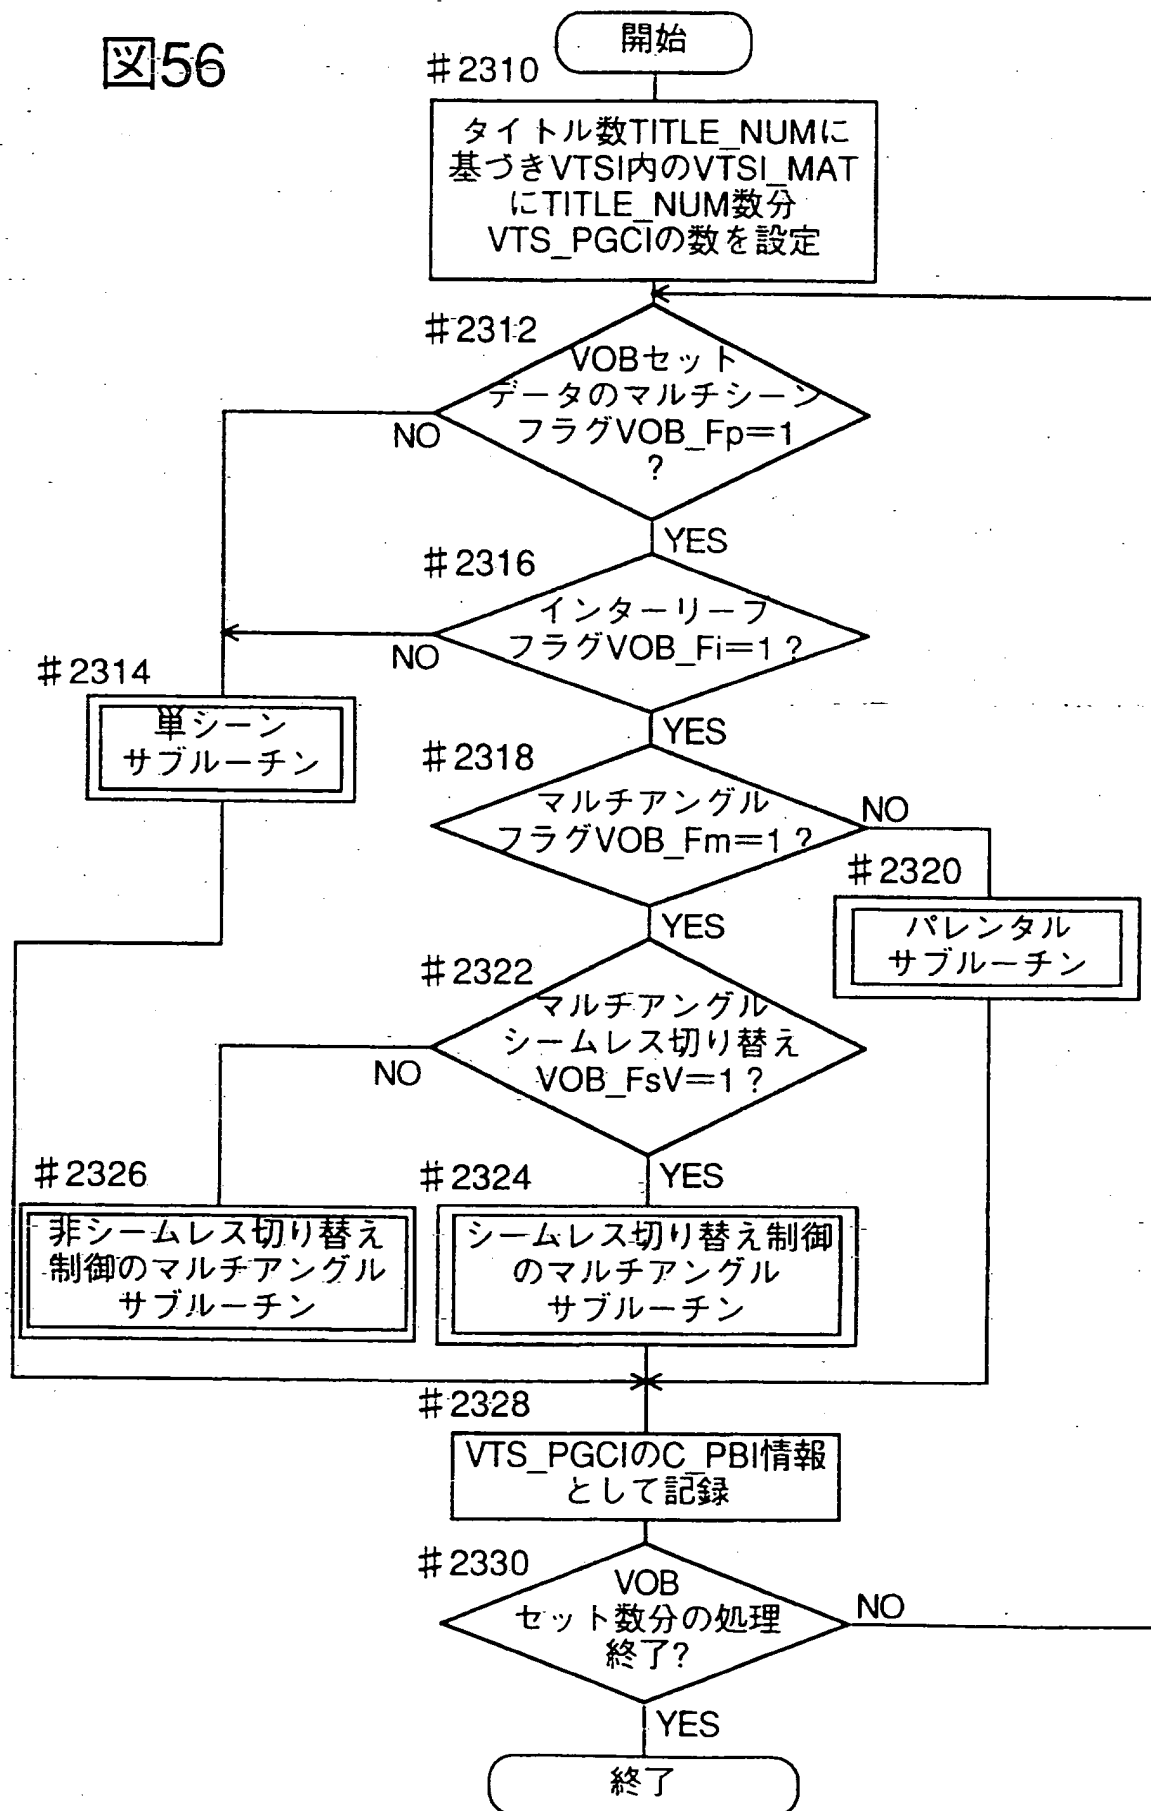 図56
開始
#2310
タイトル数TITLE_NUMに
基づきVTSI内のVTSI_MAT
にTITLE_NUM数分
VTS_PGCIの数を設定
#2312
VOBセット
データのマルチシーン
フラグVOB_Fp=1
?
NO
YES
#2316
インターリーフ
フラグVOB_Fi=1?
NO
YES
#2314
単シーン
サブルーチン
#2318
マルチアングル
フラグVOB_Fm=1?
NO
YES
#2320
パレンタル
サブルーチン
#2322
マルチアングル
シームレス切り替え
VOB_FsV=1?
NO
YES
#2326
非シームレス切り替え
制御のマルチアングル
サブルーチン
#2324
シームレス切り替え制御
のマルチアングル
サブルーチン
#2328
VTS_PGCIのC_PBI情報
として記録
#2330
VOB
セット数分の処理
終了?
NO
YES
終了